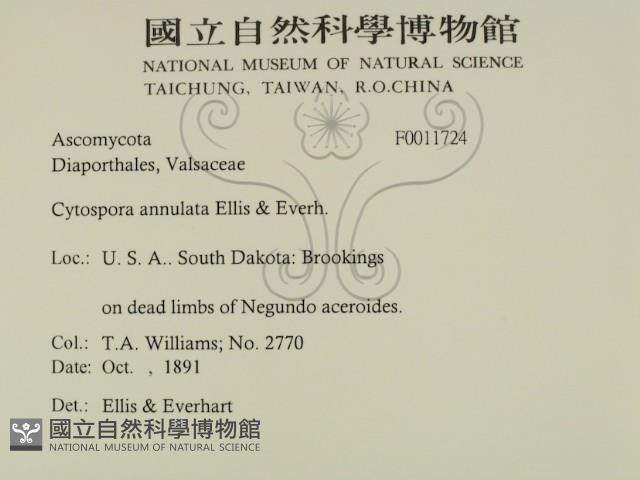 國立自然科學博物館
NATIONAL MUSEUM OF NATURAL SCIENCE
TAICHUNG, TAIWAN, R.O.CHINA
Ascomycota F0011724
Diaporthales, Valsaceae
Cytospora annulata Ellis & Everh.
Loc.: U. S. A.. South Dakota: Brookings
on dead limbs of Negundo aceroides.
Col.: T.A. Williams; No. 2770
Date: Oct. , 1891
Det.: Ellis & Everhart
國立自然科學博物館
NATIONAL MUSEUM OF NATURAL SCIENCE